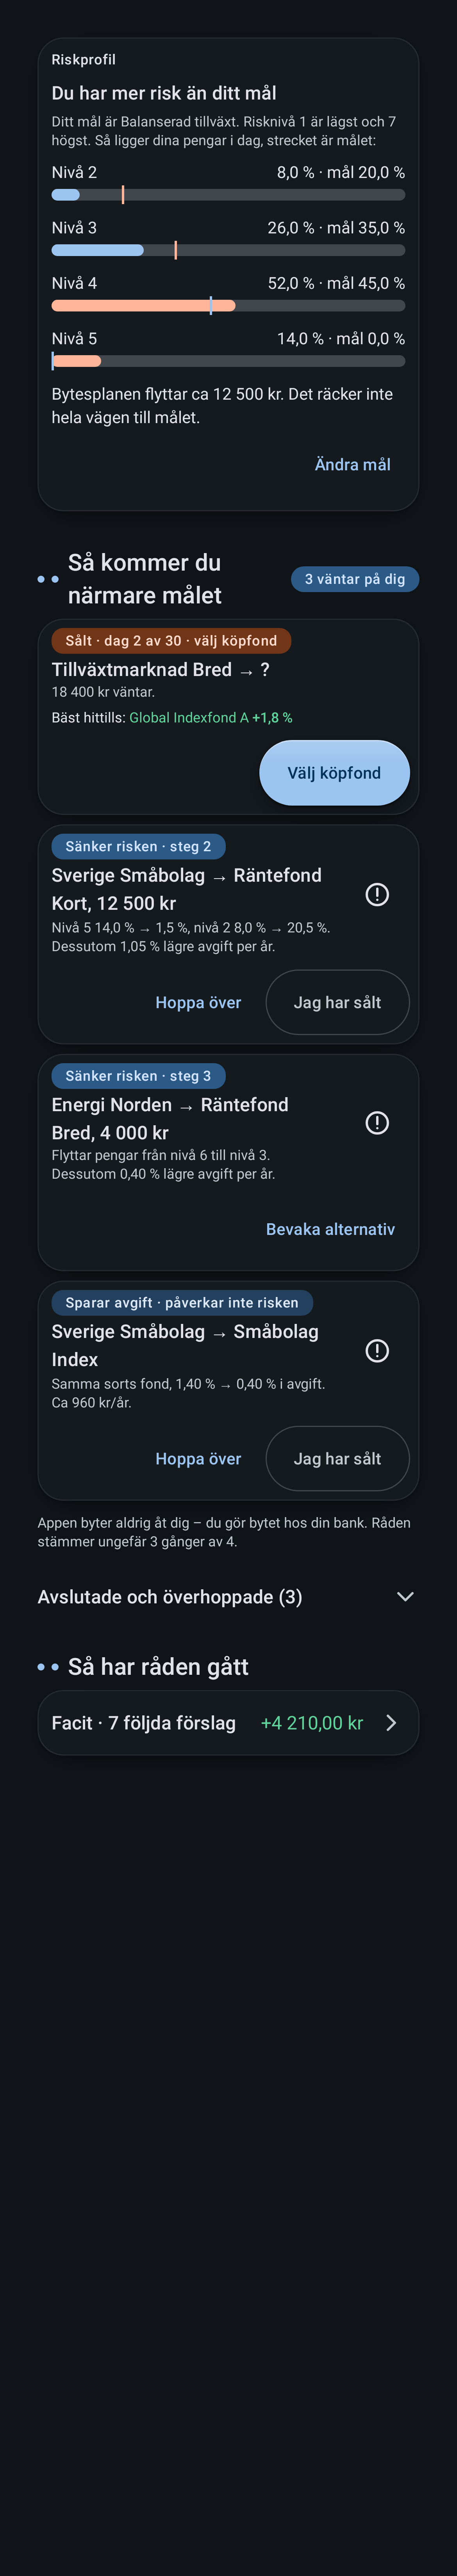 Riskprofil
Du har mer risk än ditt mål
Ditt mål är Balanserad tillväxt. Risknivå 1 är lägst och 7
högst. Så ligger dina pengar i dag, strecket är målet:
Nivå 2 8,0 % · mål 20,0 %
Nivå 3 26,0 % · mål 35,0 %
Nivå 4 52,0 % · mål 45,0 %
Nivå 5 14,0 % · mål 0,0 %
Bytesplanen flyttar ca 12 500 kr. Det räcker inte
hela vägen till målet.
Ändra mål
Så kommer du
närmare målet
3 väntar på dig
Sålt · dag 2 av 30 · välj köpfond
Tillväxtmarknad Bred → ?
18 400 kr väntar.
Bäst hittills: Global Indexfond A +1,8 %
Välj köpfond
Sänker risken · steg 2
Sverige Småbolag → Räntefond
Kort, 12 500 kr
Nivå 5 14,0 % → 1,5 %, nivå 2 8,0 % → 20,5 %.
Dessutom 1,05 % lägre avgift per år.
Hoppa över Jag har sålt
Sänker risken · steg 3
Energi Norden → Räntefond
Bred, 4 000 kr
Flyttar pengar från nivå 6 till nivå 3.
Dessutom 0,40 % lägre avgift per år.
Bevaka alternativ
Sparar avgift · påverkar inte risken
Sverige Småbolag → Småbolag
Index
Samma sorts fond, 1,40 % → 0,40 % i avgift.
Ca 960 kr/år.
Hoppa över Jag har sålt
Appen byter aldrig åt dig – du gör bytet hos din bank. Råden
stämmer ungefär 3 gånger av 4.
Avslutade och överhoppade (3)
Så har råden gått
Facit · 7 följda förslag +4 210,00 kr